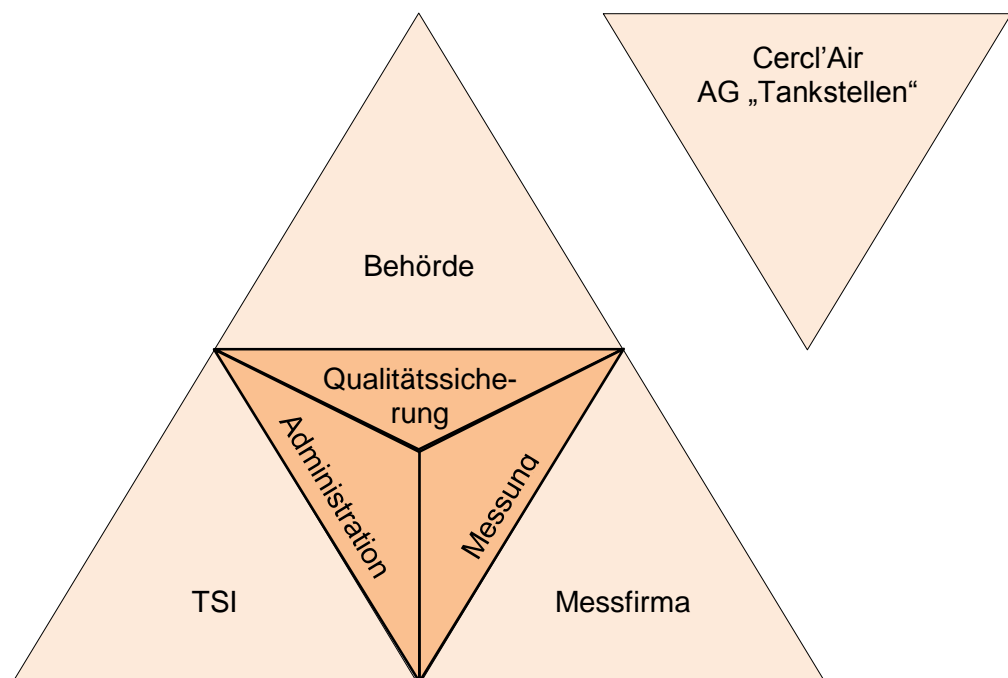 Cercl’Air
AG „Tankstellen“
Behörde
Qualitätssiche-
rung
Administration
Messung
TSI
Messfirma